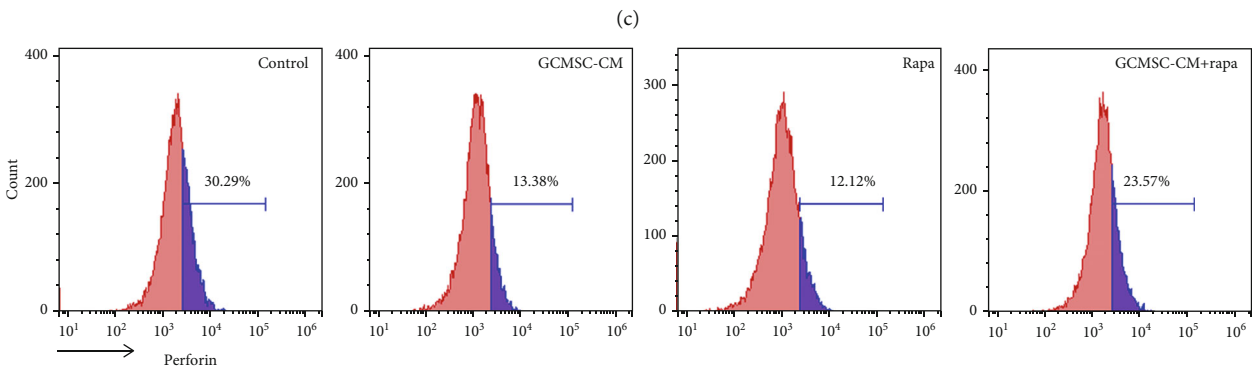 (c)
Control
GCMSC-CM
Rapa
GCMSC-CM+rapa
400
200
0
Count
30.29%
400
200
0
13.38%
300
200
100
0
12.12%
400
200
0
23.57%
10¹ 10² 10³ 10⁴ 10⁵ 10⁶
10¹ 10² 10³ 10⁴ 10⁵ 10⁶
10¹ 10² 10³ 10⁴ 10⁵ 10⁶
10¹ 10² 10³ 10⁴ 10⁵ 10⁶
Perforin